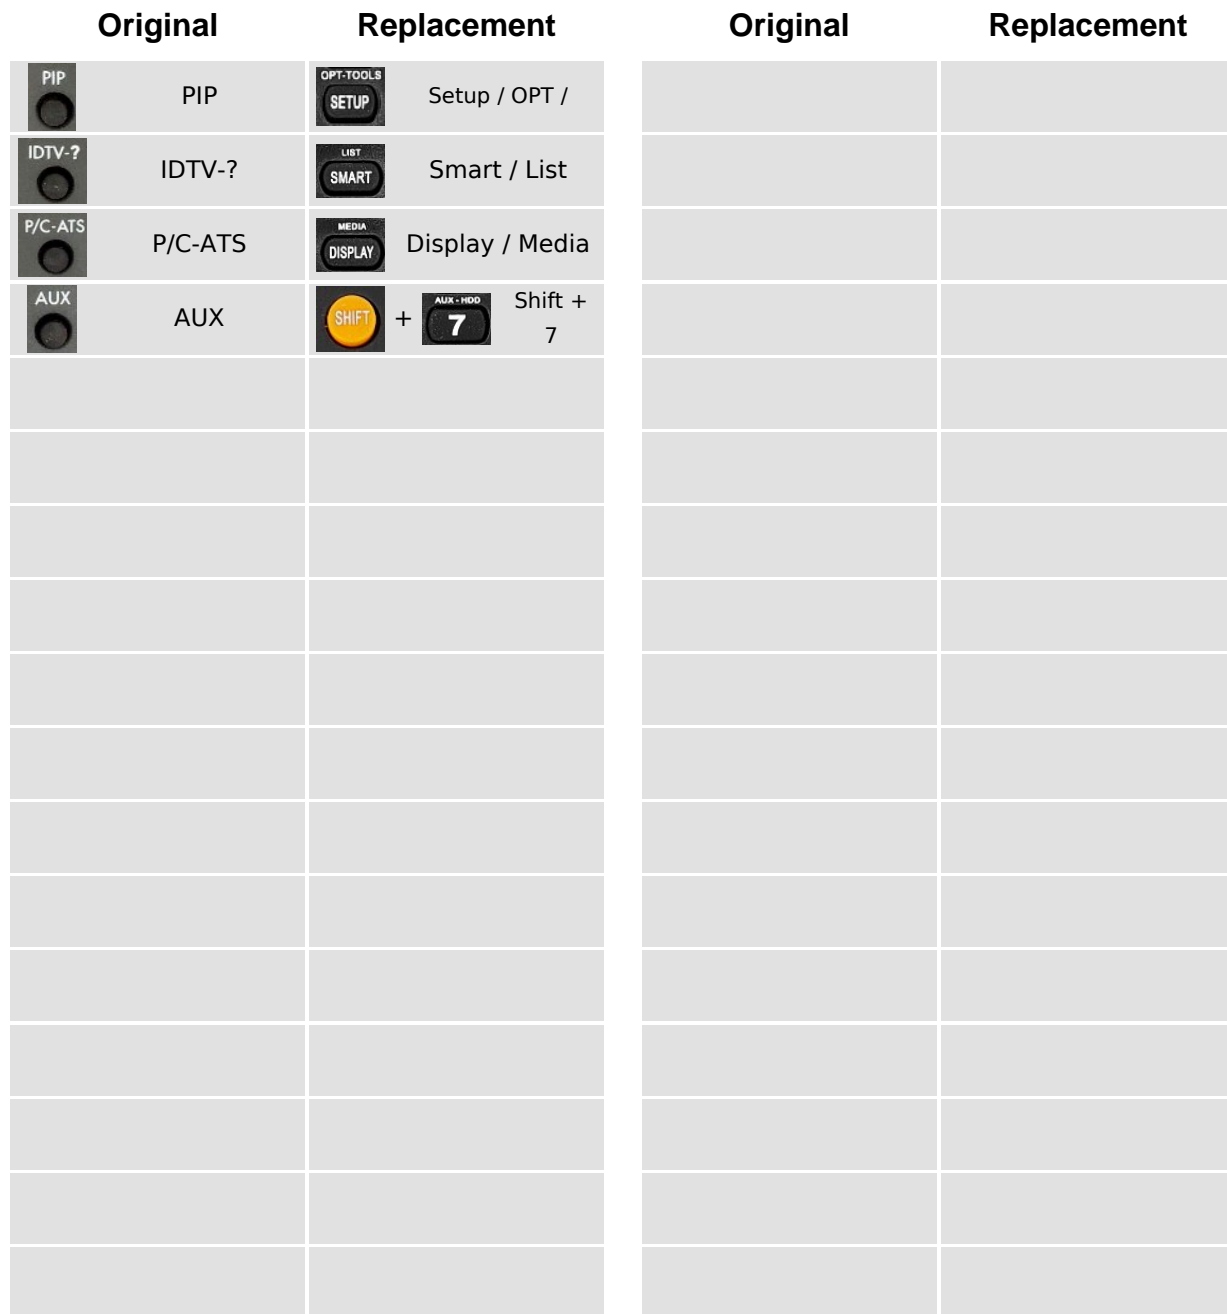 Original Replacement Original Replacement
PIP PIP OPT-TOOLS SETUP Setup / OPT /
IDTV-? IDTV-? LIST SMART Smart / List
P/C-ATS P/C-ATS MEDIA DISPLAY Display / Media
AUX AUX SHIFT + AUX - HDD 7 Shift +
7